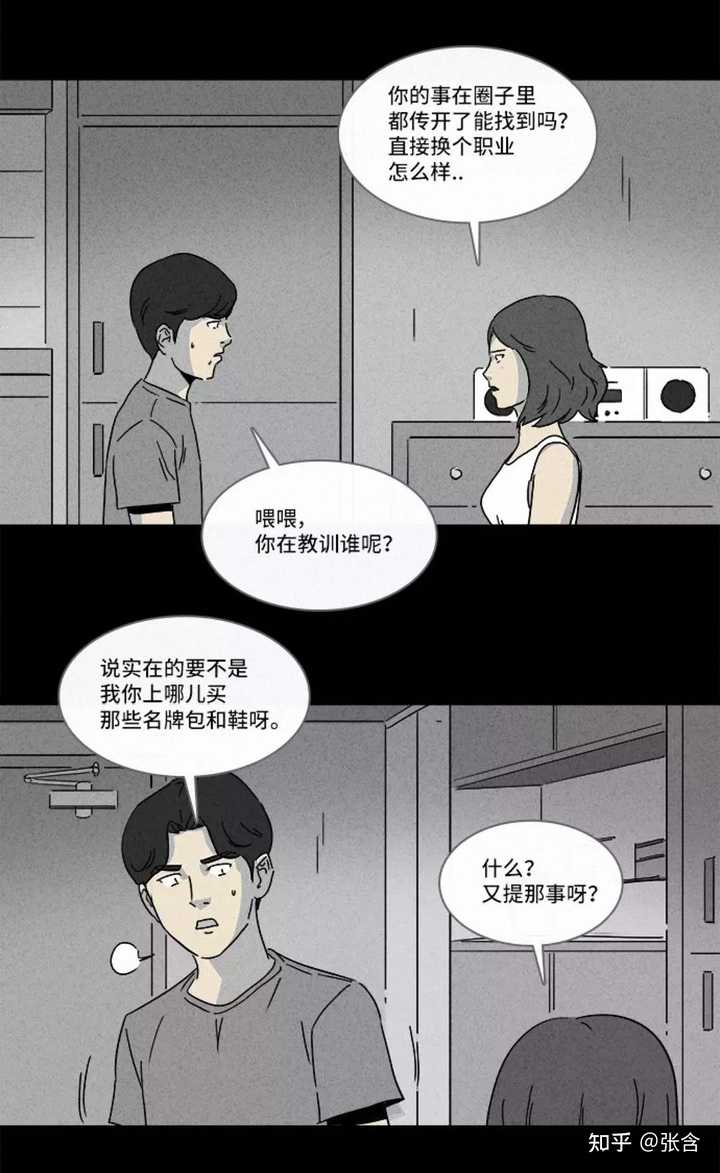 你的事在圈子里
都传开了能找到吗?
直接换个职业
怎么样..
喂喂,
你在教训谁呢?
说实在的要不是
我你上哪儿买
那些名牌包和鞋呀。
什么?
又提那事呀?
知乎 @张含